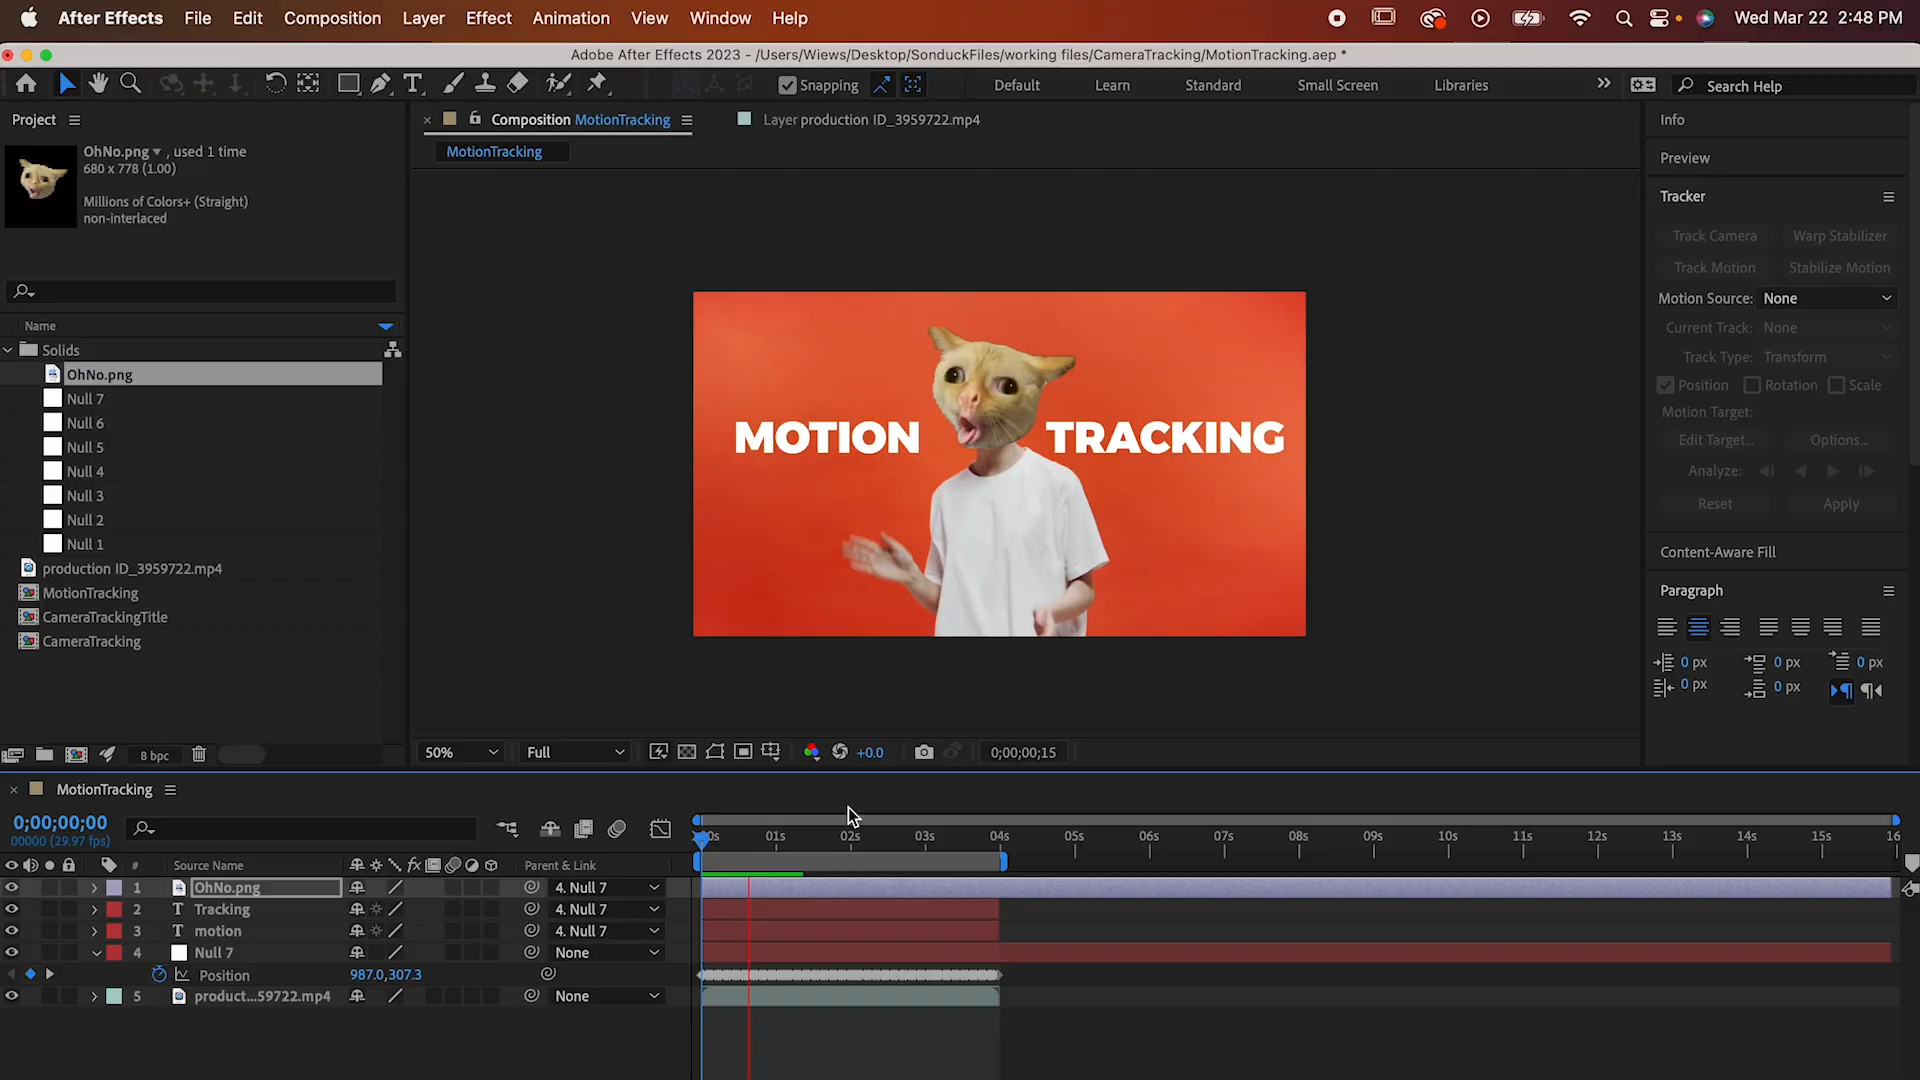 After Effects File Edit Composition Layer Effect Animation View Window Help Wed Mar 22 2:48 PM
Adobe After Effects 2023 - /Users/Wiews/Desktop/SonduckFiles/working files/CameraTracking/MotionTracking.aep *
Snapping Default Learn Standard Small Screen Libraries Search Help
Project
OhNo.png , used 1 time
680 x 778 (1.00)
Millions of Colors+ (Straight)
non-interlaced
Name
Solids
OhNo.png
Null 7
Null 6
Null 5
Null 4
Null 3
Null 2
Null 1
production ID_3959722.mp4
MotionTracking
CameraTrackingTitle
CameraTracking
8 bpc
Composition MotionTracking Layer production ID_3959722.mp4
MotionTracking
MOTION TRACKING
50% Full +0.0 0;00;00;15
Info
Preview
Tracker
Track Camera Warp Stabilizer
Track Motion Stabilize Motion
Motion Source: None
Current Track: None
Track Type: Transform
Position Rotation Scale
Motion Target:
Edit Target... Options...
Analyze:
Reset Apply
Content-Aware Fill
Paragraph
0 px 0 px 0 px
0 px 0 px
MotionTracking
0;00;00;00
00000 (29.97 fps)
01s 02s 03s 04s 05s 06s 07s 08s 09s 10s 11s 12s 13s 14s 15s 16
# Source Name fx Parent & Link
1 OhNo.png 4. Null 7
2 T Tracking 4. Null 7
3 T motion 4. Null 7
4 Null 7 None
Position 987.0,307.3
5 product...59722.mp4 None